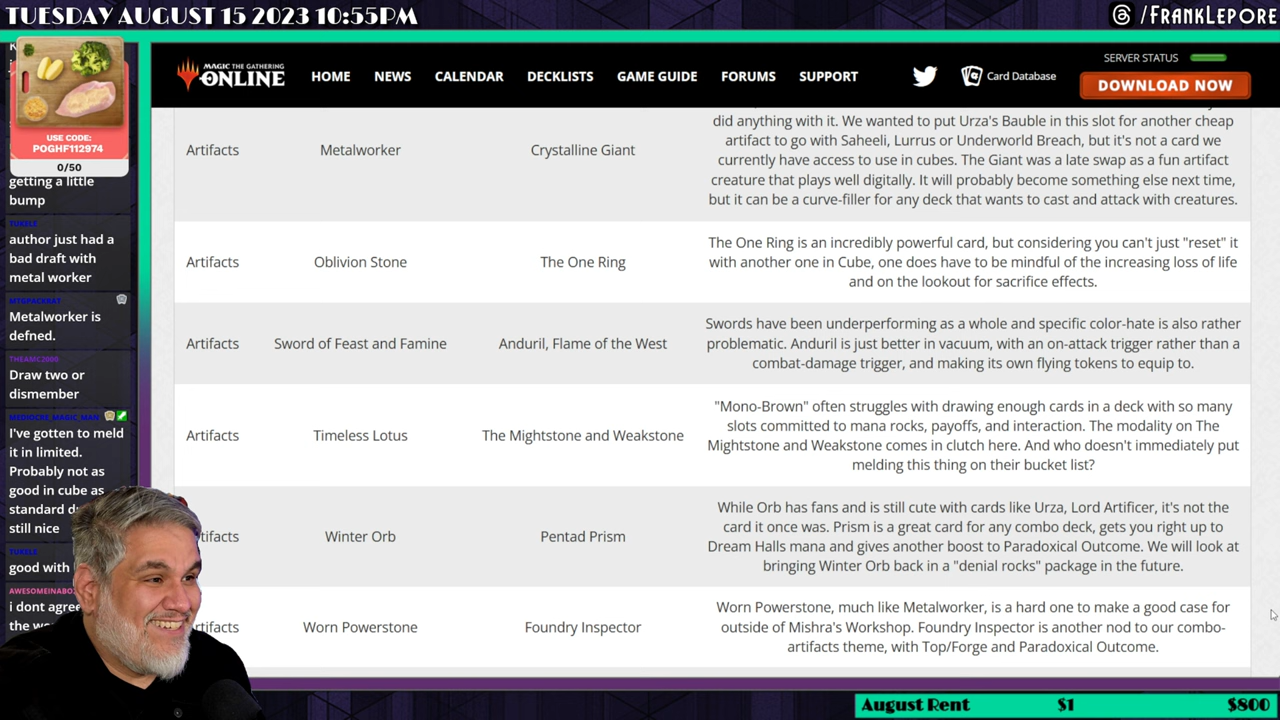 TUESDAY AUGUST 15 2023 10:55PM
/FRANKLEPORE
USE CODE:
POGHF112974
0/50
getting a little
bump
TUKELE
author just had a
bad draft with
metal worker
MTGPACKRAT
Metalworker is
defned.
THEAMC2000
Draw two or
dismember
MEDIOCRE_MAGIC_MAN
I've gotten to meld
it in limited.
Probably not as
good in cube as
standard
still nice
TUKELE
good with
i dont agree
the
MAGIC THE GATHERING
ONLINE
HOME NEWS CALENDAR DECKLISTS GAME GUIDE FORUMS SUPPORT
Card Database
SERVER STATUS
DOWNLOAD NOW
did anything with it. We wanted to put Urza's Bauble in this slot for another cheap
Artifacts Metalworker Crystalline Giant
artifact to go with Saheeli, Lurrus or Underworld Breach, but it's not a card we
currently have access to use in cubes. The Giant was a late swap as a fun artifact
creature that plays well digitally. It will probably become something else next time,
but it can be a curve-filler for any deck that wants to cast and attack with creatures.
Artifacts Oblivion Stone The One Ring
The One Ring is an incredibly powerful card, but considering you can't just "reset" it
with another one in Cube, one does have to be mindful of the increasing loss of life
and on the lookout for sacrifice effects.
Artifacts Sword of Feast and Famine Anduril, Flame of the West
Swords have been underperforming as a whole and specific color-hate is also rather
problematic. Anduril is just better in vacuum, with an on-attack trigger rather than a
combat-damage trigger, and making its own flying tokens to equip to.
Artifacts Timeless Lotus The Mightstone and Weakstone
"Mono-Brown" often struggles with drawing enough cards in a deck with so many
slots committed to mana rocks, payoffs, and interaction. The modality on The
Mightstone and Weakstone comes in clutch here. And who doesn't immediately put
melding this thing on their bucket list?
tifacts Winter Orb Pentad Prism
While Orb has fans and is still cute with cards like Urza, Lord Artificer, it's not the
card it once was. Prism is a great card for any combo deck, gets you right up to
Dream Halls mana and gives another boost to Paradoxical Outcome. We will look at
bringing Winter Orb back in a "denial rocks" package in the future.
tifacts Worn Powerstone Foundry Inspector
Worn Powerstone, much like Metalworker, is a hard one to make a good case for
outside of Mishra's Workshop. Foundry Inspector is another nod to our combo-
artifacts theme, with Top/Forge and Paradoxical Outcome.
August Rent $1 $800